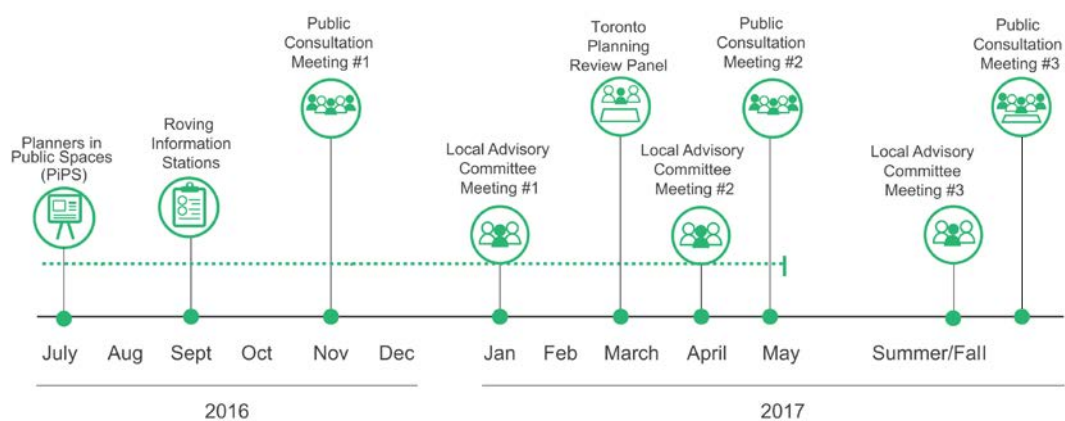 Planners in
Public Spaces
(PiPS)
Roving
Information
Stations
Public
Consultation
Meeting #1
Local Advisory
Committee
Meeting #1
Toronto
Planning
Review Panel
Local Advisory
Committee
Meeting #2
Public
Consultation
Meeting #2
Local Advisory
Committee
Meeting #3
Public
Consultation
Meeting #3
July Aug Sept Oct Nov Dec Jan Feb March April May Summer/Fall
2016 2017